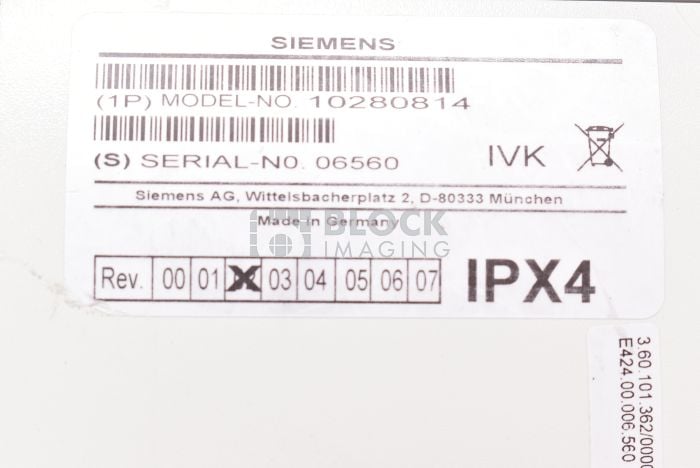 SIEMENS
(1P) MODEL-NO. 10280814
(S) SERIAL-NO. 06560
IVK
Siemens AG, Wittelsbacherplatz 2, D-80333 München
Made in Germany
BLOCK
IMAGING
Rev. 00 01 03 04 05 06 07
IPX4
3.60.101.362/000
E424.00.006.560